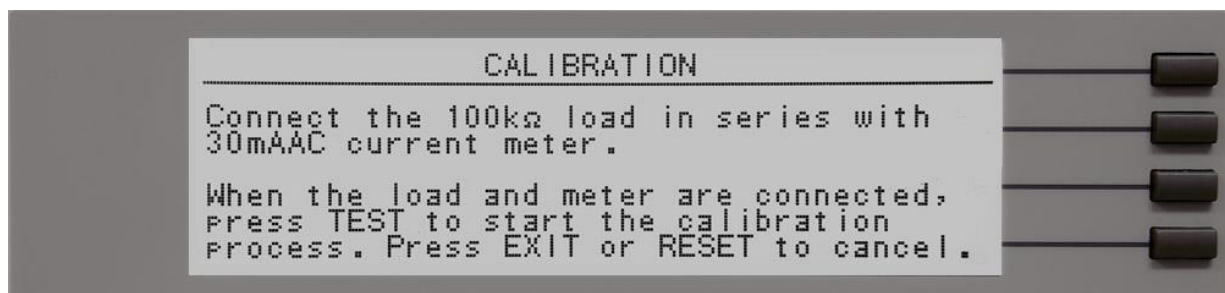 CALIBRATION
Connect the 100kΩ load in series with
30mAAC current meter.
When the load and meter are connected,
press TEST to start the calibration
process. Press EXIT or RESET to cancel.